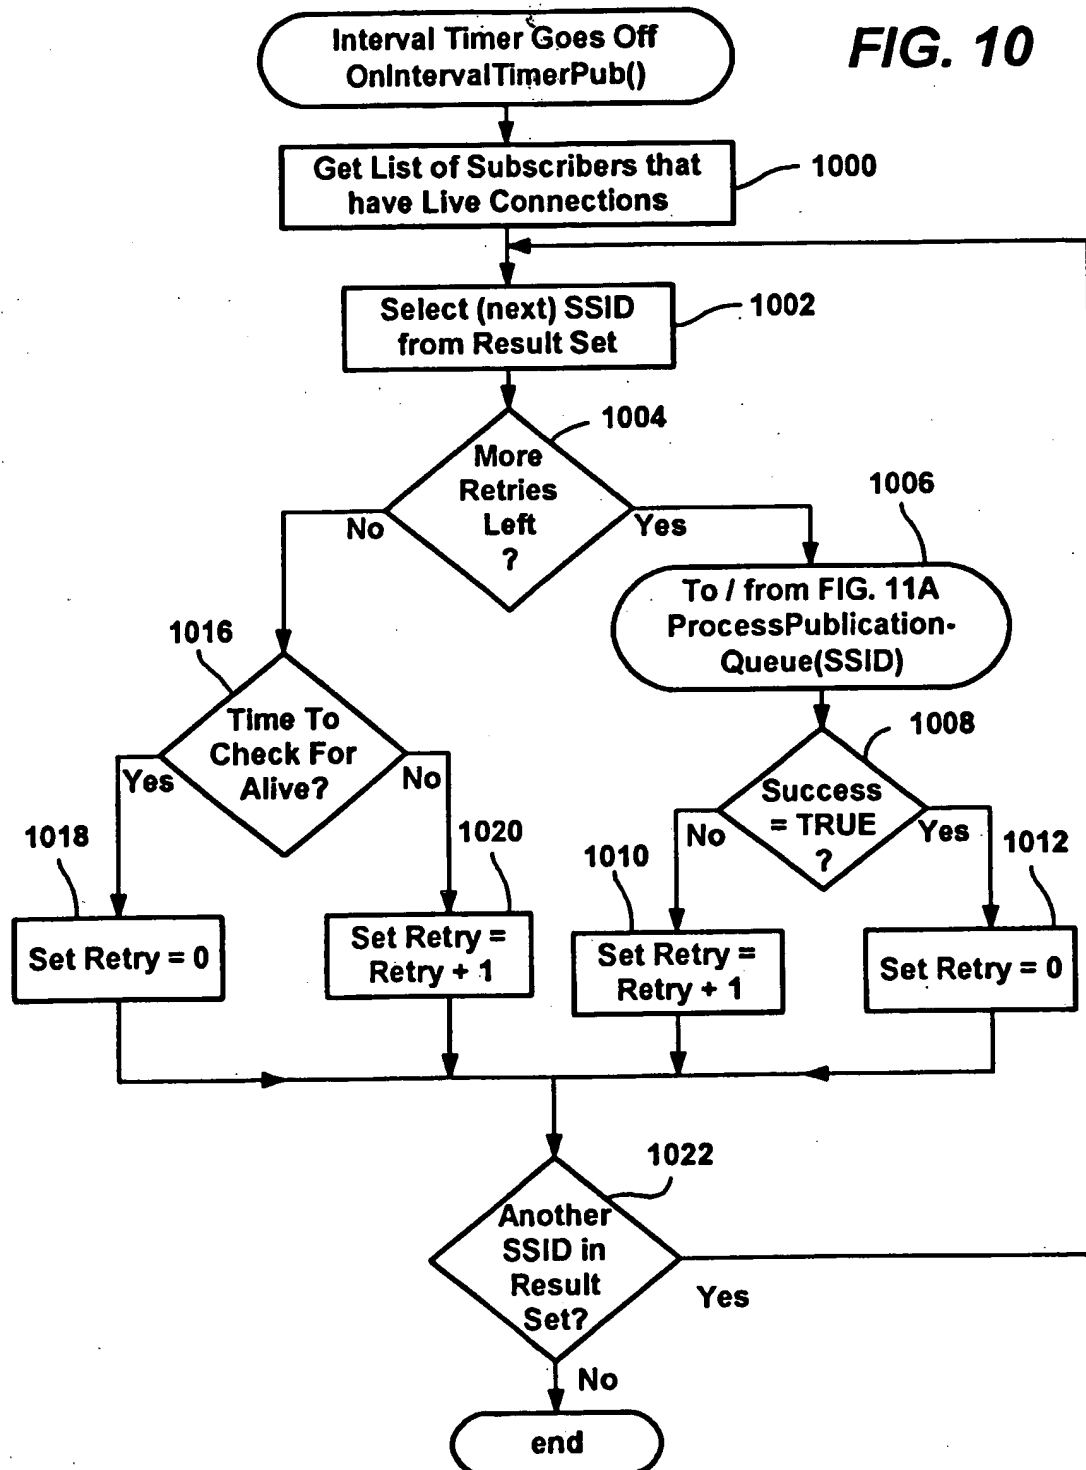 Interval Timer Goes Off
OnIntervalTimerPub()
FIG. 10
Get List of Subscribers that
have Live Connections
1000
Select (next) SSID
from Result Set
1002
More
Retries
Left
?
1004
No
Yes
1006
To / from FIG. 11A
ProcessPublication-
Queue(SSID)
1016
Time To
Check For
Alive?
Yes
No
1008
Success
= TRUE
?
No
Yes
1018
Set Retry = 0
1020
Set Retry =
Retry + 1
1010
Set Retry =
Retry + 1
1012
Set Retry = 0
1022
Another
SSID in
Result
Set?
Yes
No
end